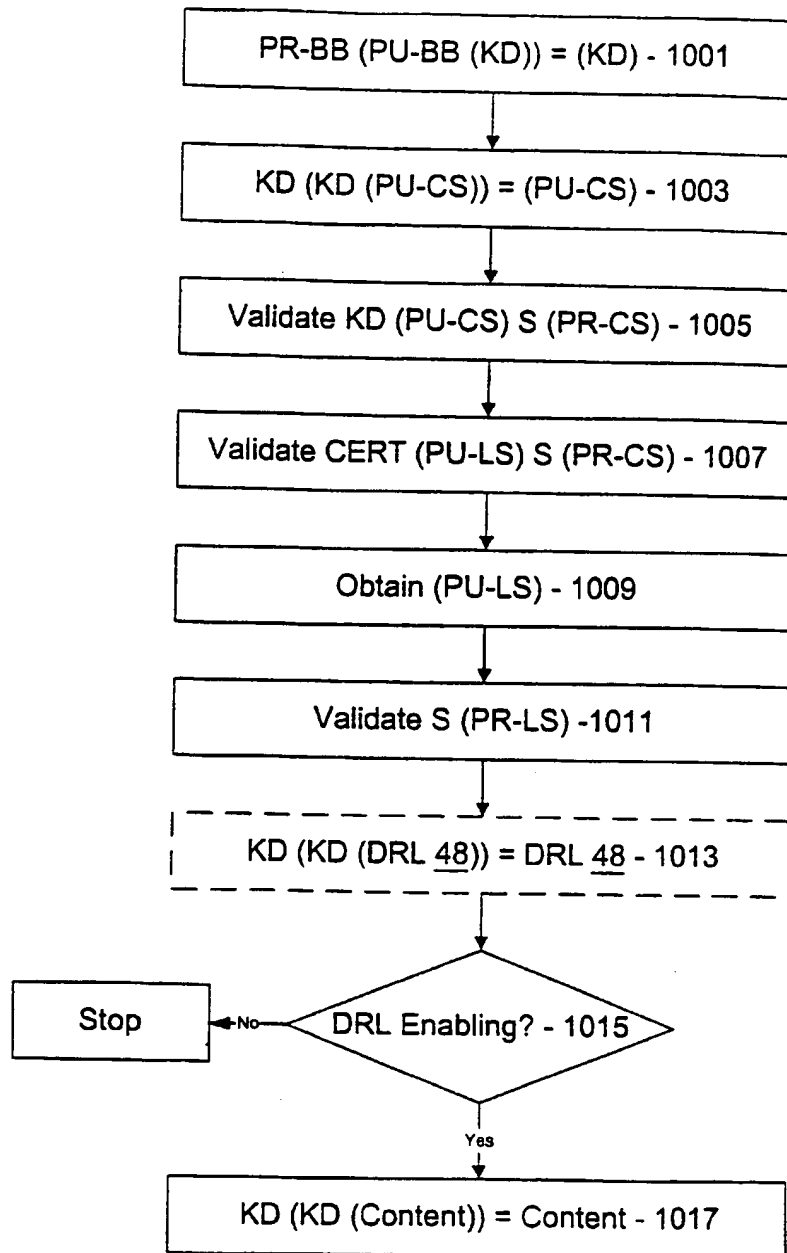 PR-BB (PU-BB (KD)) = (KD) - 1001
KD (KD (PU-CS)) = (PU-CS) - 1003
Validate KD (PU-CS) S (PR-CS) - 1005
Validate CERT (PU-LS) S (PR-CS) - 1007
Obtain (PU-LS) - 1009
Validate S (PR-LS) -1011
KD (KD (DRL 48)) = DRL 48 - 1013
DRL Enabling? - 1015
No
Stop
Yes
KD (KD (Content)) = Content - 1017